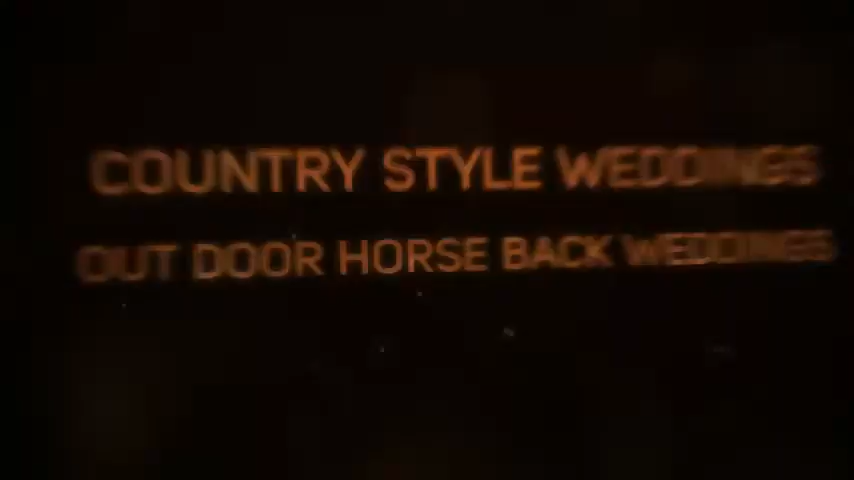 COUNTRY STYLE WEDDINGS
OUT DOOR HORSE BACK WEDDINGS